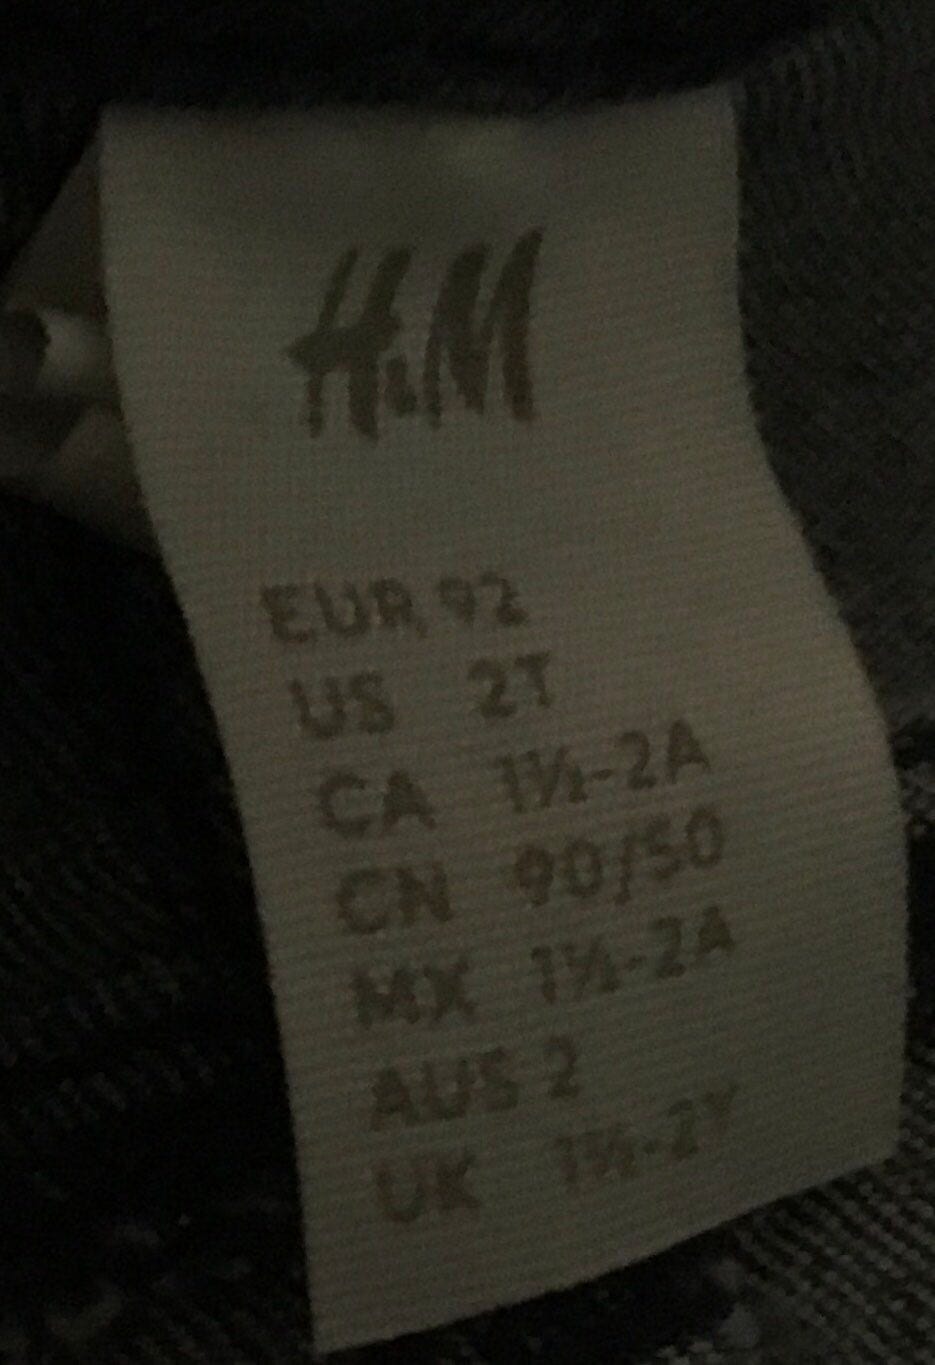 H&M
EUR 92
US 2T
CA 1½-2A
CN 90/50
MX 1½-2A
AUS 2
UK 1½-2Y